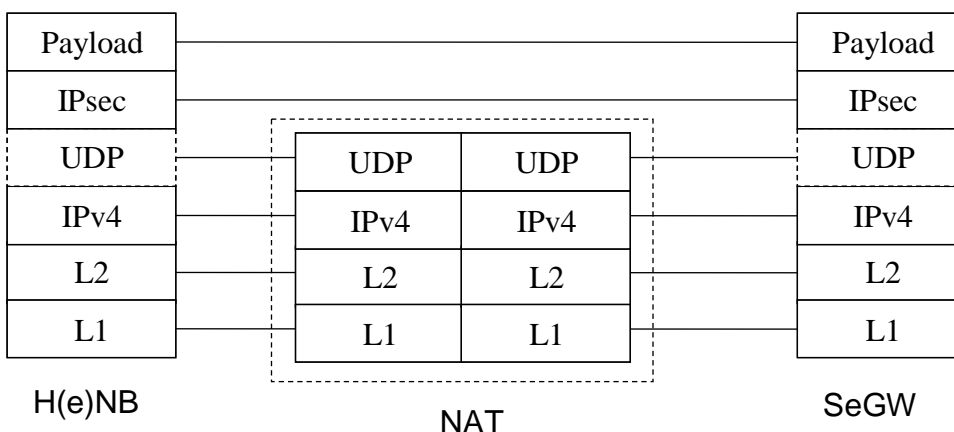 Payload
IPsec
UDP
IPv4
L2
L1
H(e)NB
UDP UDP
IPv4 IPv4
L2 L2
L1 L1
NAT
Payload
IPsec
UDP
IPv4
L2
L1
SeGW